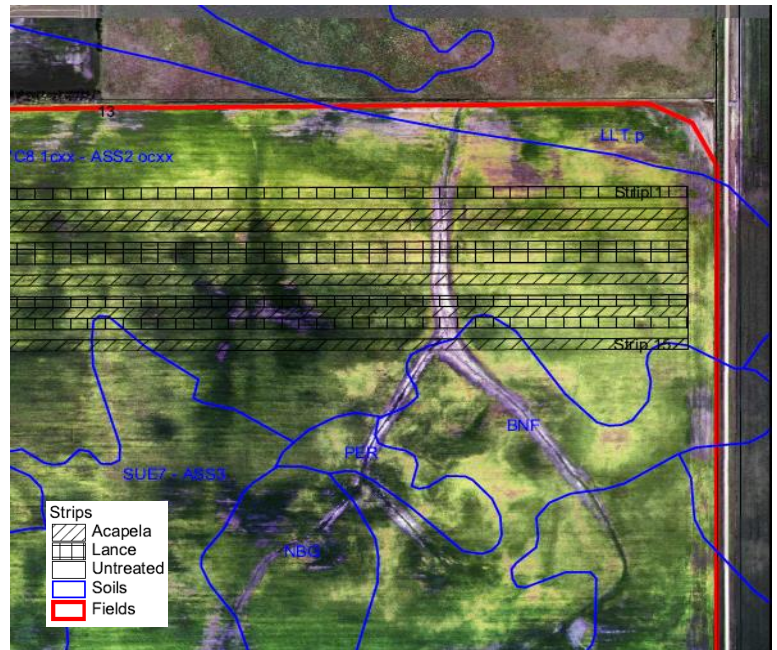 13
LLT.p
C8 1cxx - ASS2 ocxx
Strip 1
Strip 15
BNF
PER
SUE7 - ASS3
NBG
Strips
Acapela
Lance
Untreated
Soils
Fields